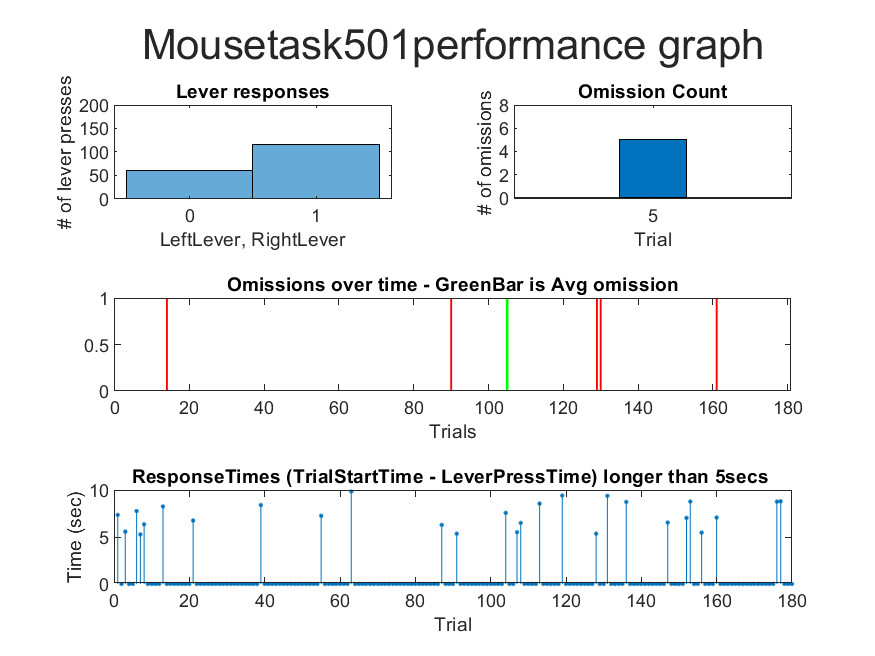 Mousetask501performance graph
Lever responses
# of lever presses
200
150
100
50
0
0 1
LeftLever, RightLever
Omission Count
# of omissions
8
6
4
2
0
5
Trial
Omissions over time - GreenBar is Avg omission
1
0.5
0
0 20 40 60 80 100 120 140 160 180
Trials
ResponseTimes (TrialStartTime - LeverPressTime) longer than 5secs
Time (sec)
10
5
0
0 20 40 60 80 100 120 140 160 180
Trial